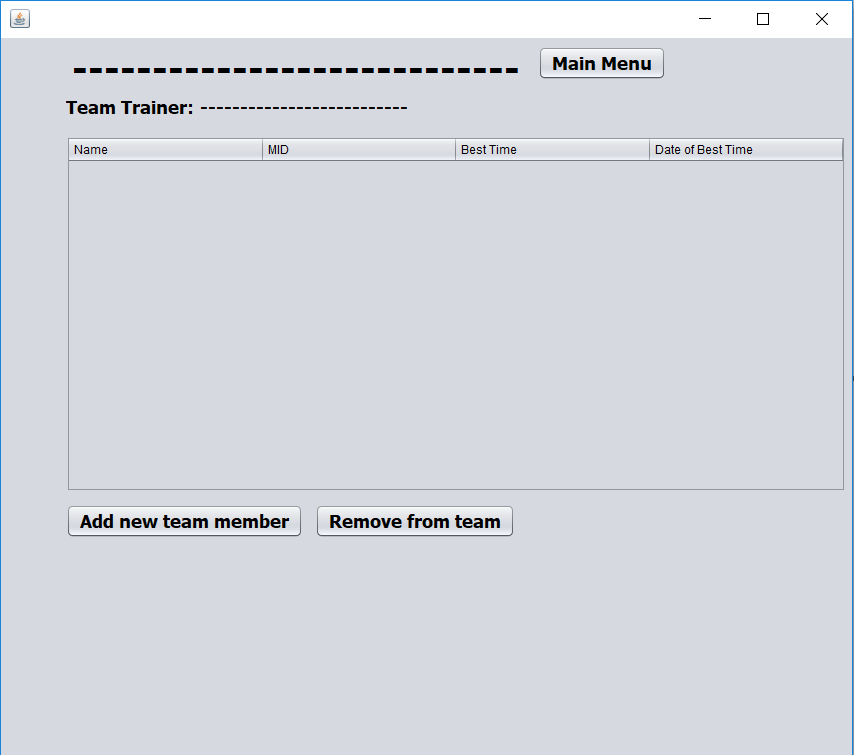 ---------------------------- Main Menu
Team Trainer: --------------------------
Name MID Best Time Date of Best Time
Add new team member Remove from team